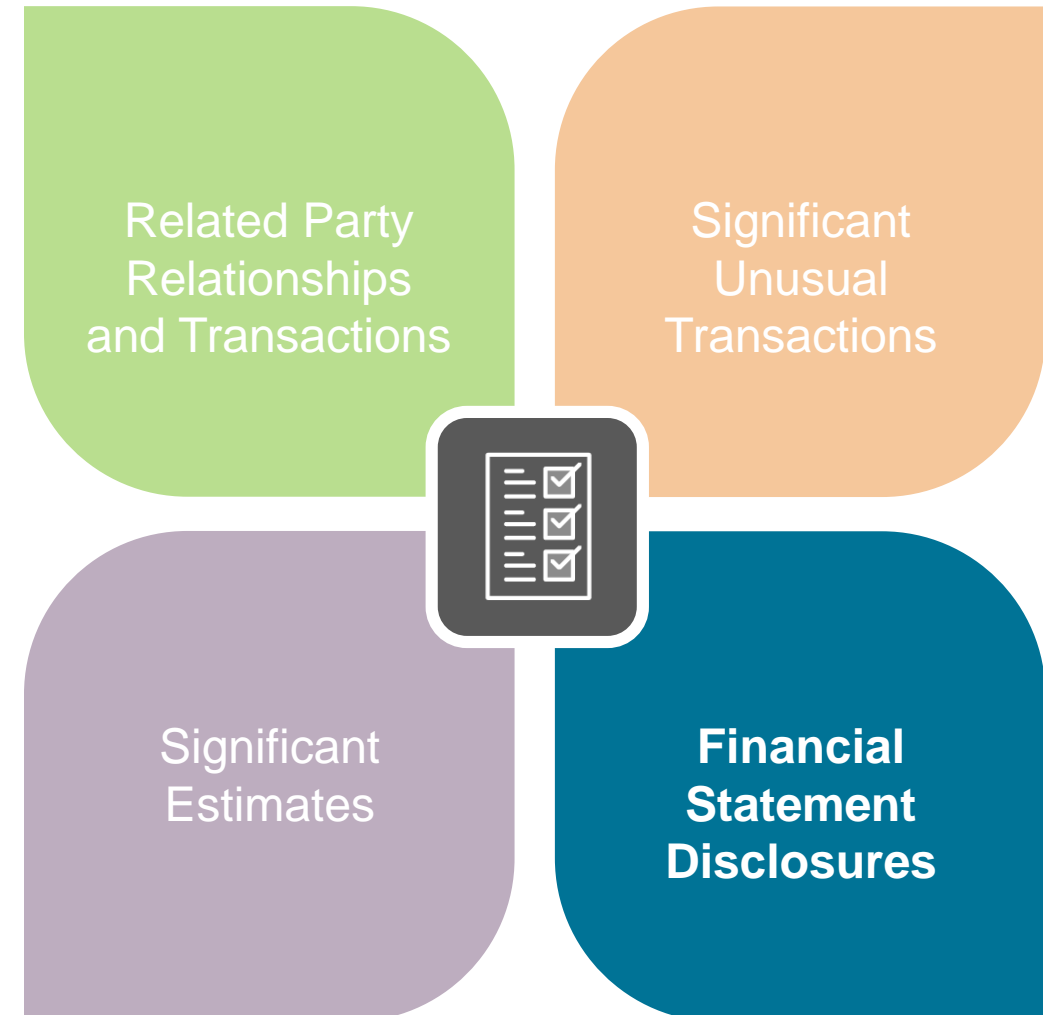 Related Party
Relationships
and Transactions
Significant
Unusual
Transactions
Significant
Estimates
Financial
Statement
Disclosures